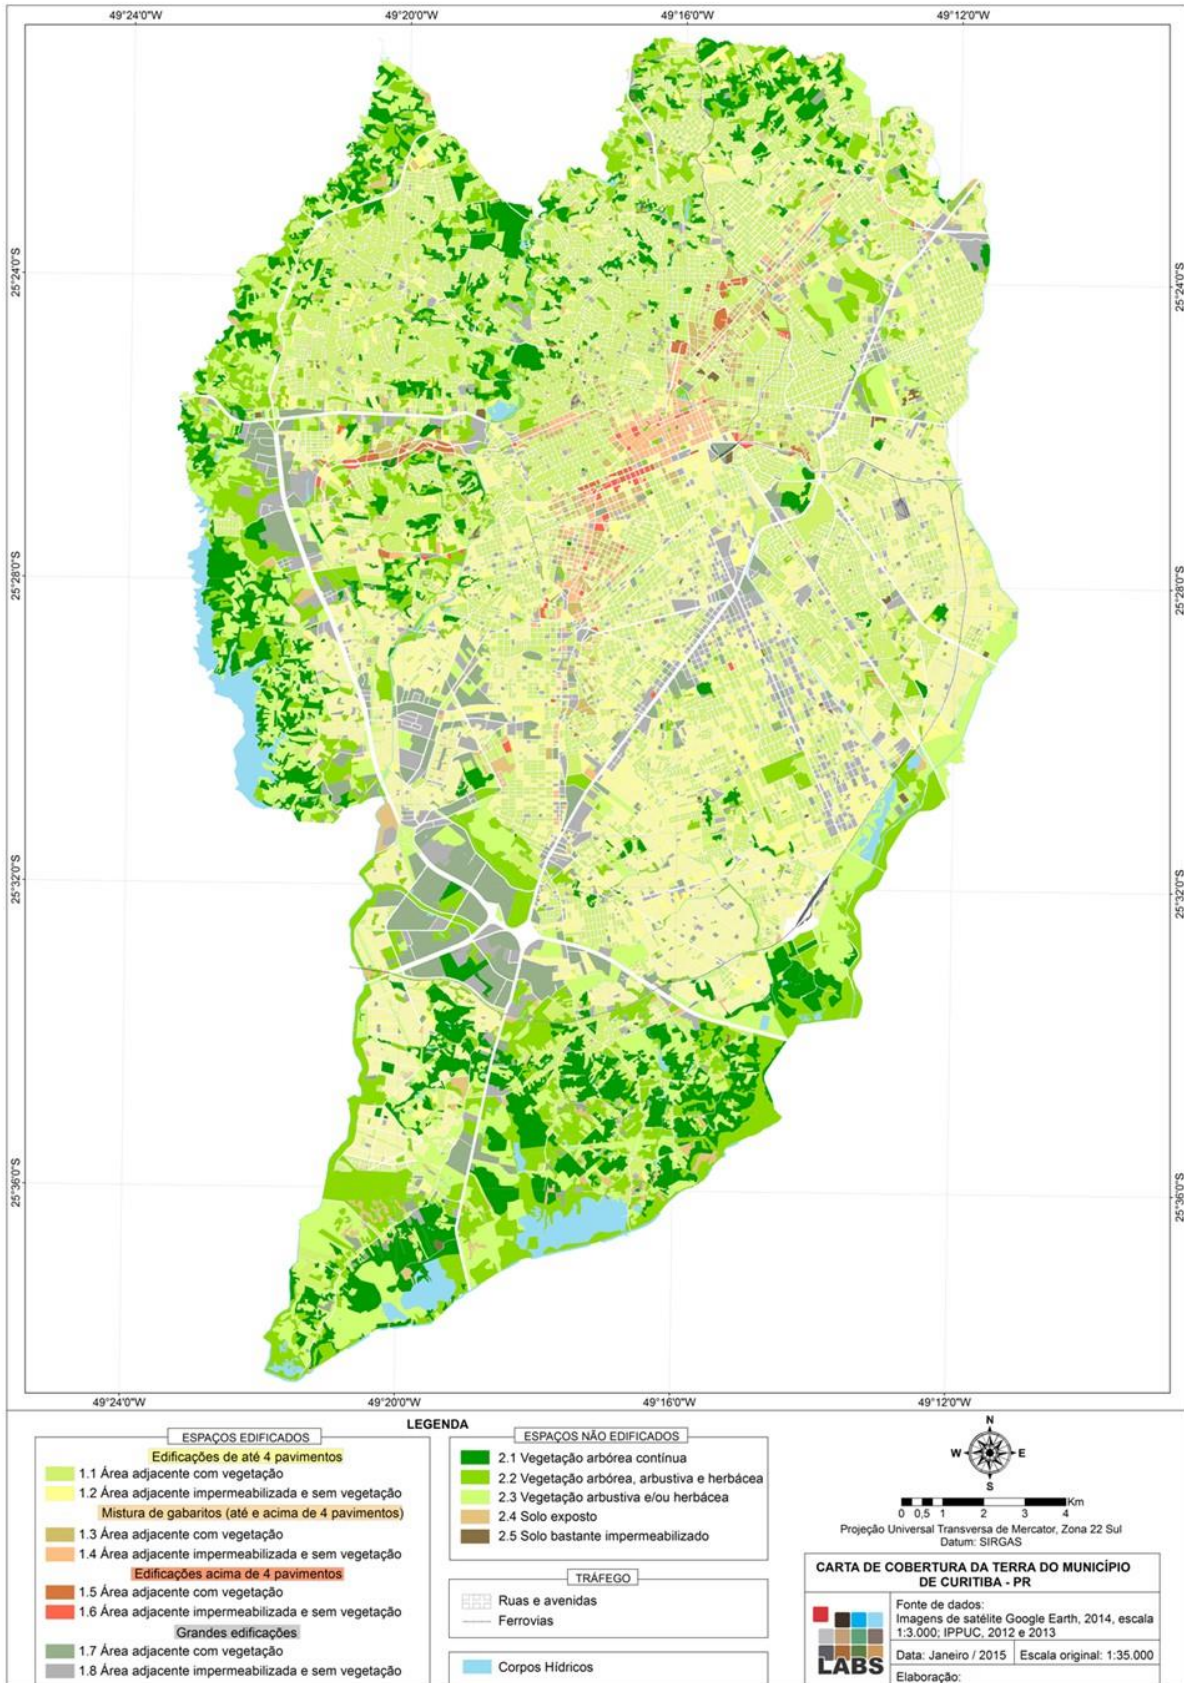 49°24'0"W 49°20'0"W 49°16'0"W 49°12'0"W
25°24'0"S 25°24'0"S
25°28'0"S 25°28'0"S
25°32'0"S 25°32'0"S
25°36'0"S 25°36'0"S
49°24'0"W 49°20'0"W 49°16'0"W 49°12'0"W
LEGENDA
ESPAÇOS EDIFICADOS
Edificações de até 4 pavimentos
1.1 Área adjacente com vegetação
1.2 Área adjacente impermeabilizada e sem vegetação
Mistura de gabaritos (até e acima de 4 pavimentos)
1.3 Área adjacente com vegetação
1.4 Área adjacente impermeabilizada e sem vegetação
Edificações acima de 4 pavimentos
1.5 Área adjacente com vegetação
1.6 Área adjacente impermeabilizada e sem vegetação
Grandes edificações
1.7 Área adjacente com vegetação
1.8 Área adjacente impermeabilizada e sem vegetação
ESPAÇOS NÃO EDIFICADOS
2.1 Vegetação arbórea contínua
2.2 Vegetação arbórea, arbustiva e herbácea
2.3 Vegetação arbustiva e/ou herbácea
2.4 Solo exposto
2.5 Solo bastante impermeabilizado
TRÁFEGO
Ruas e avenidas
Ferrovias
Corpos Hídricos
N
W E
S
Km
0 0,5 1 2 3 4
Projeção Universal Transversa de Mercator, Zona 22 Sul
Datum: SIRGAS
CARTA DE COBERTURA DA TERRA DO MUNICÍPIO
DE CURITIBA - PR
LABS
Fonte de dados:
Imagens de satélite Google Earth, 2014, escala
1:3.000; IPPUC, 2012 e 2013
Data: Janeiro / 2015 Escala original: 1:35.000
Elaboração: